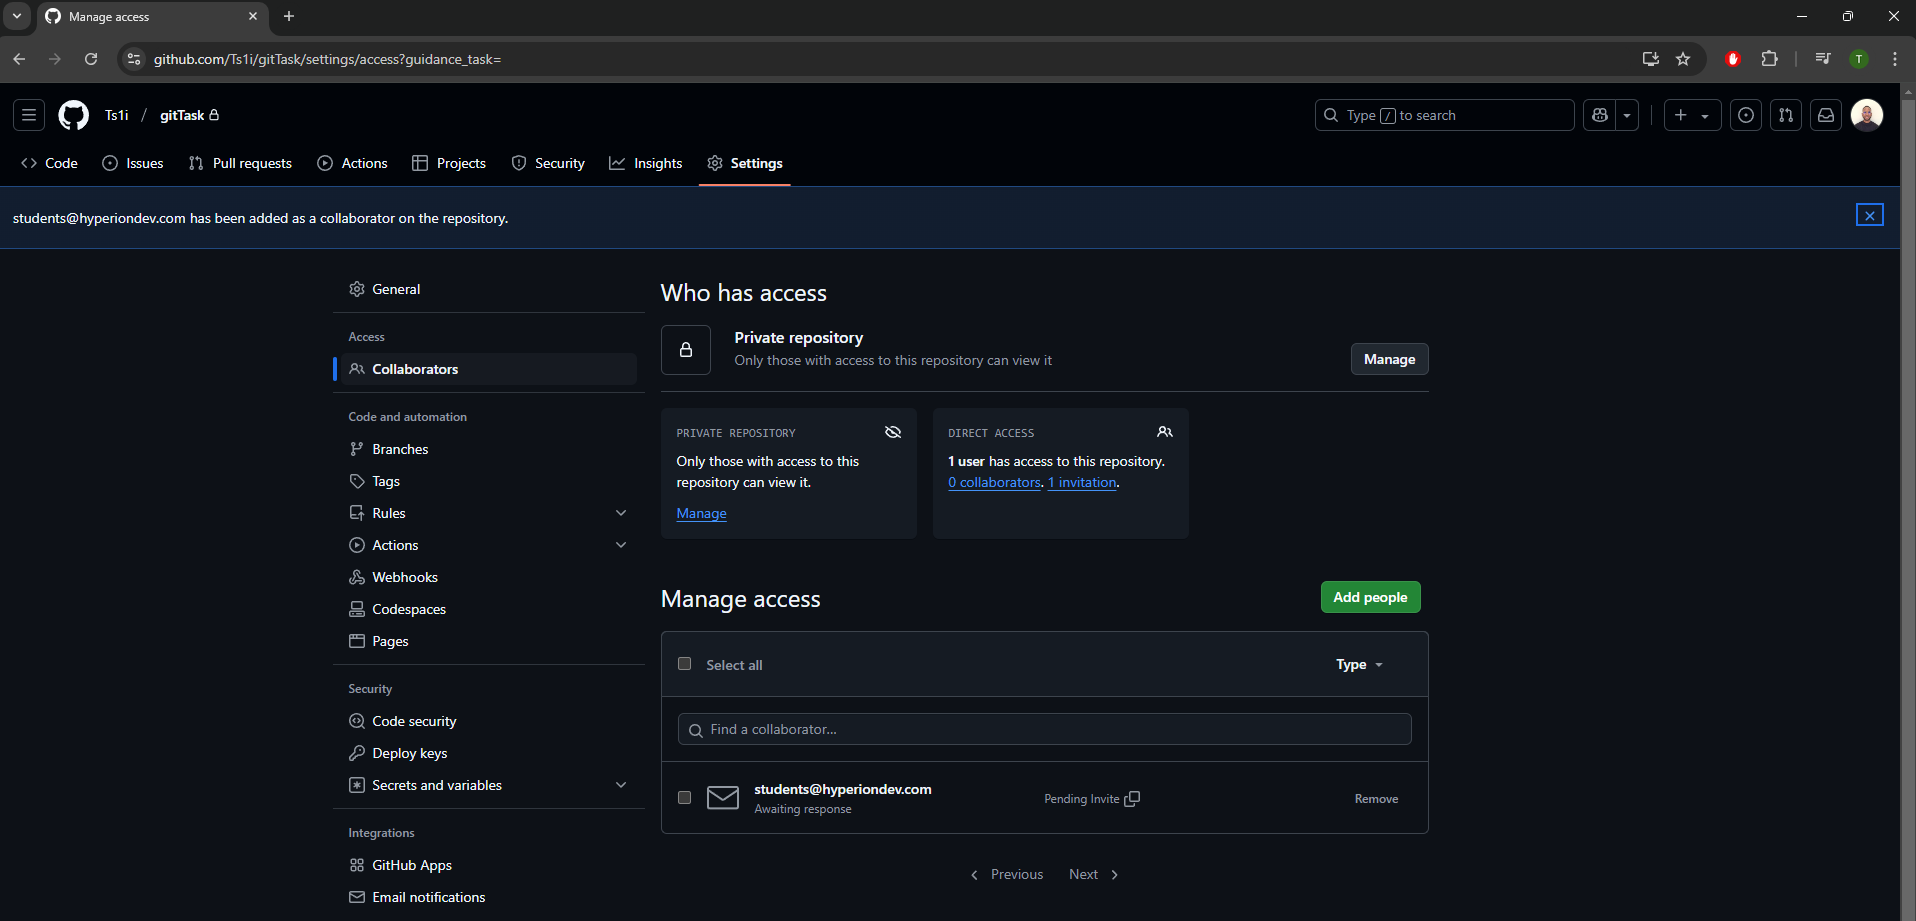 Manage access
github.com/Ts1i/gitTask/settings/access?guidance_task=
T
Ts1i / gitTask
Type / to search
Code
Issues
Pull requests
Actions
Projects
Security
Insights
Settings
students@hyperiondev.com has been added as a collaborator on the repository.
General
Access
Collaborators
Code and automation
Branches
Tags
Rules
Actions
Webhooks
Codespaces
Pages
Security
Code security
Deploy keys
Secrets and variables
Integrations
GitHub Apps
Email notifications
Who has access
Private repository
Only those with access to this repository can view it
Manage
PRIVATE REPOSITORY
Only those with access to this
repository can view it.
Manage
DIRECT ACCESS
1 user has access to this repository.
0 collaborators. 1 invitation.
Manage access
Add people
Select all
Type
Find a collaborator...
students@hyperiondev.com
Awaiting response
Pending Invite
Remove
Previous
Next